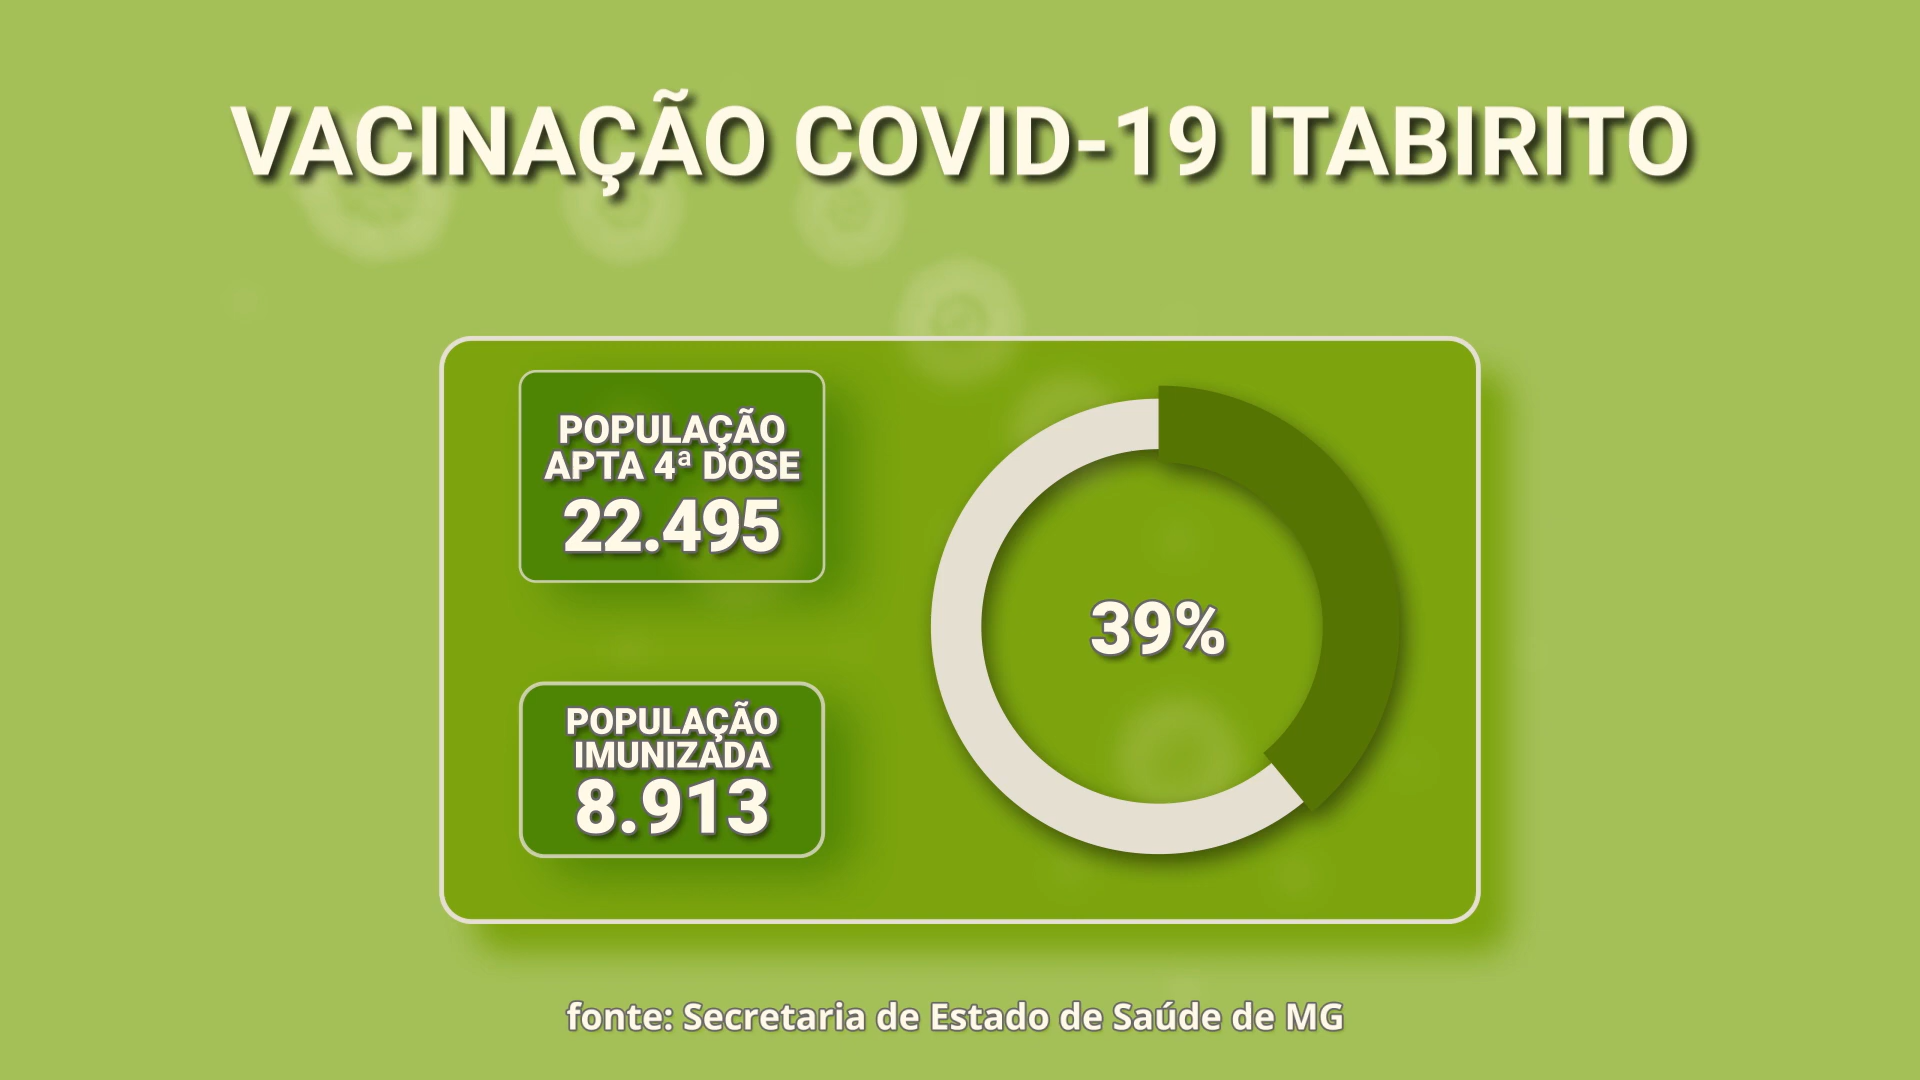 VACINAÇÃO COVID-19 ITABIRITO
POPULAÇÃO
APTA 4ª DOSE
22.495
POPULAÇÃO
IMUNIZADA
8.913
39%
fonte: Secretaria de Estado de Saúde de MG